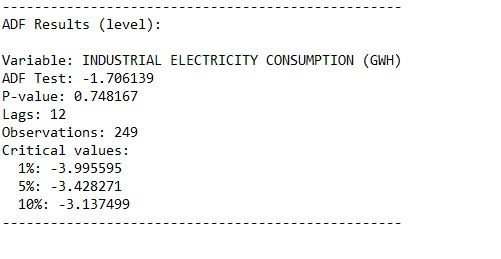 --------------------------------------------------
ADF Results (level):
Variable: INDUSTRIAL ELECTRICITY CONSUMPTION (GWH)
ADF Test: -1.706139
P-value: 0.748167
Lags: 12
Observations: 249
Critical values:
  1%: -3.995595
  5%: -3.428271
  10%: -3.137499
--------------------------------------------------